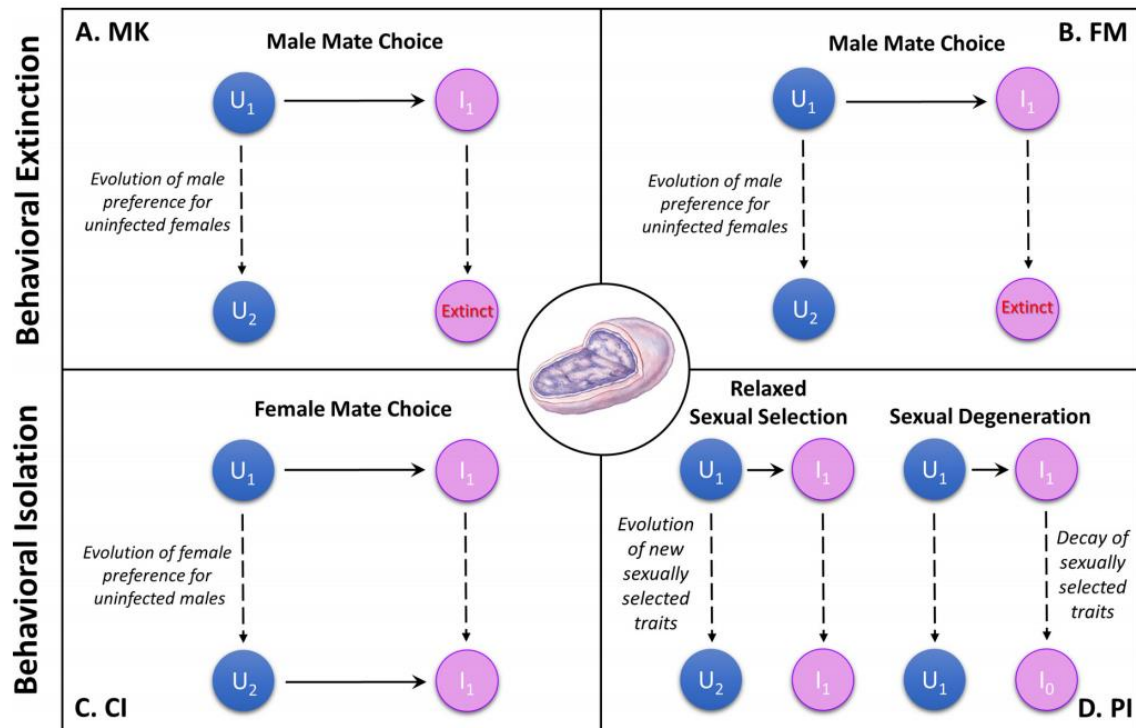 Behavioral Extinction
A. MK
Male Mate Choice
U1
I1
Evolution of male
preference for
uninfected females
U2
Extinct
B. FM
Male Mate Choice
U1
I1
Evolution of male
preference for
uninfected females
U2
Extinct
Behavioral Isolation
Female Mate Choice
U1
I1
Evolution of female
preference for
uninfected males
U2
I1
C. CI
Relaxed
Sexual Selection
U1
I1
Evolution
of new
sexually
selected
traits
U2
I1
Sexual Degeneration
U1
I1
Decay of
sexually
selected
traits
U1
I0
D. PI